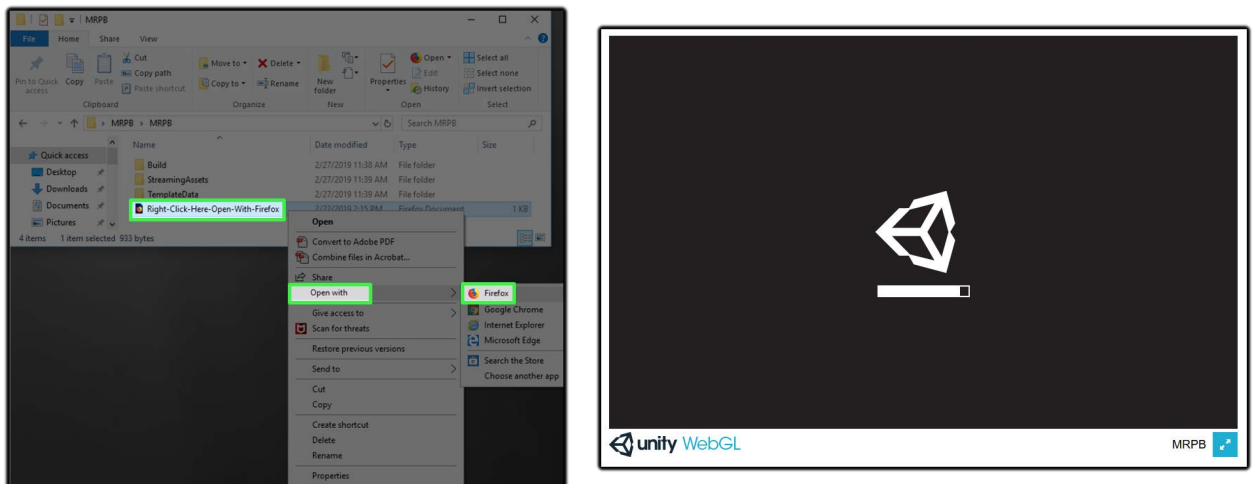 MRPB
File Home Share View
Pin to Quick access Copy Paste
Cut
Copy path
Paste shortcut
Move to Delete
Copy to Rename
New folder
Properties
Open
Edit
History
Select all
Select none
Invert selection
Clipboard Organize New Open Select
MRPB > MRPB Search MRPB
Name Date modified Type Size
Quick access
Desktop
Downloads
Documents
Pictures
Build 2/27/2019 11:38 AM File folder
StreamingAssets 2/27/2019 11:39 AM File folder
TemplateData 2/27/2019 11:39 AM File folder
Right-Click-Here-Open-With-Firefox 2/22/2019 2:15 PM Firefox Document 1 KB
4 items 1 item selected 933 bytes
Open
Convert to Adobe PDF
Combine files in Acrobat...
Share
Open with
Give access to
Scan for threats
Restore previous versions
Send to
Cut
Copy
Create shortcut
Delete
Rename
Properties
Firefox
Google Chrome
Internet Explorer
Microsoft Edge
Search the Store
Choose another app
unity WebGL MRPB